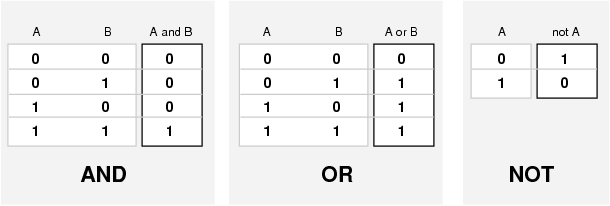 A B A and B
0 0 0
0 1 0
1 0 0
1 1 1
AND
A B A or B
0 0 0
0 1 1
1 0 1
1 1 1
OR
A not A
0 1
1 0
NOT